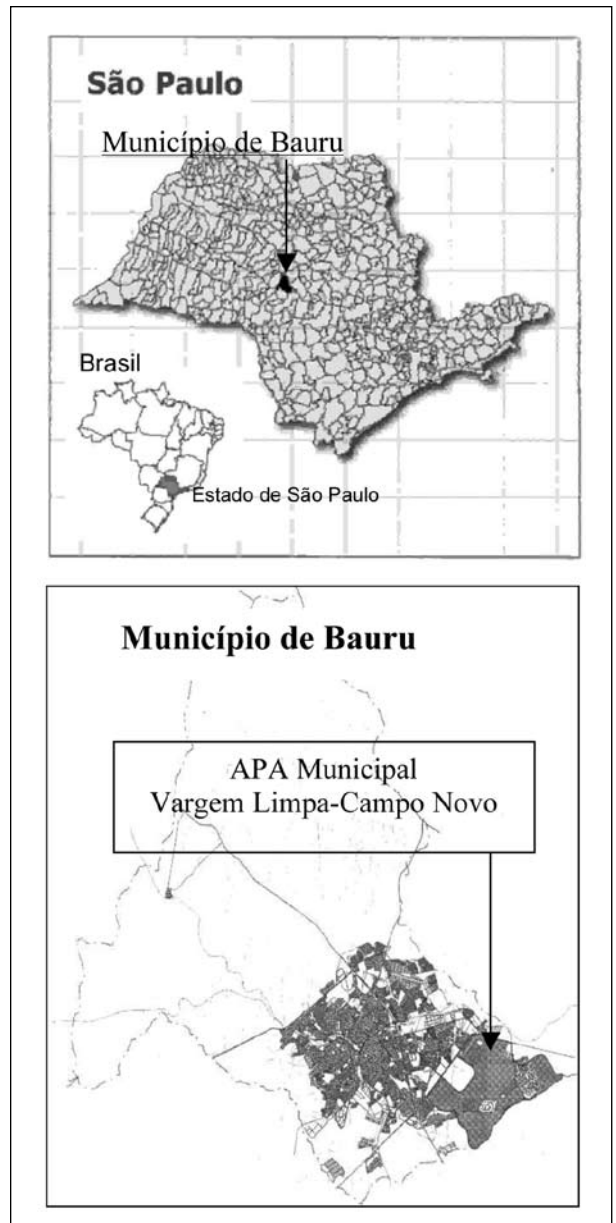 São Paulo
Município de Bauru
Brasil
Estado de São Paulo
Município de Bauru
APA Municipal
Vargem Limpa-Campo Novo